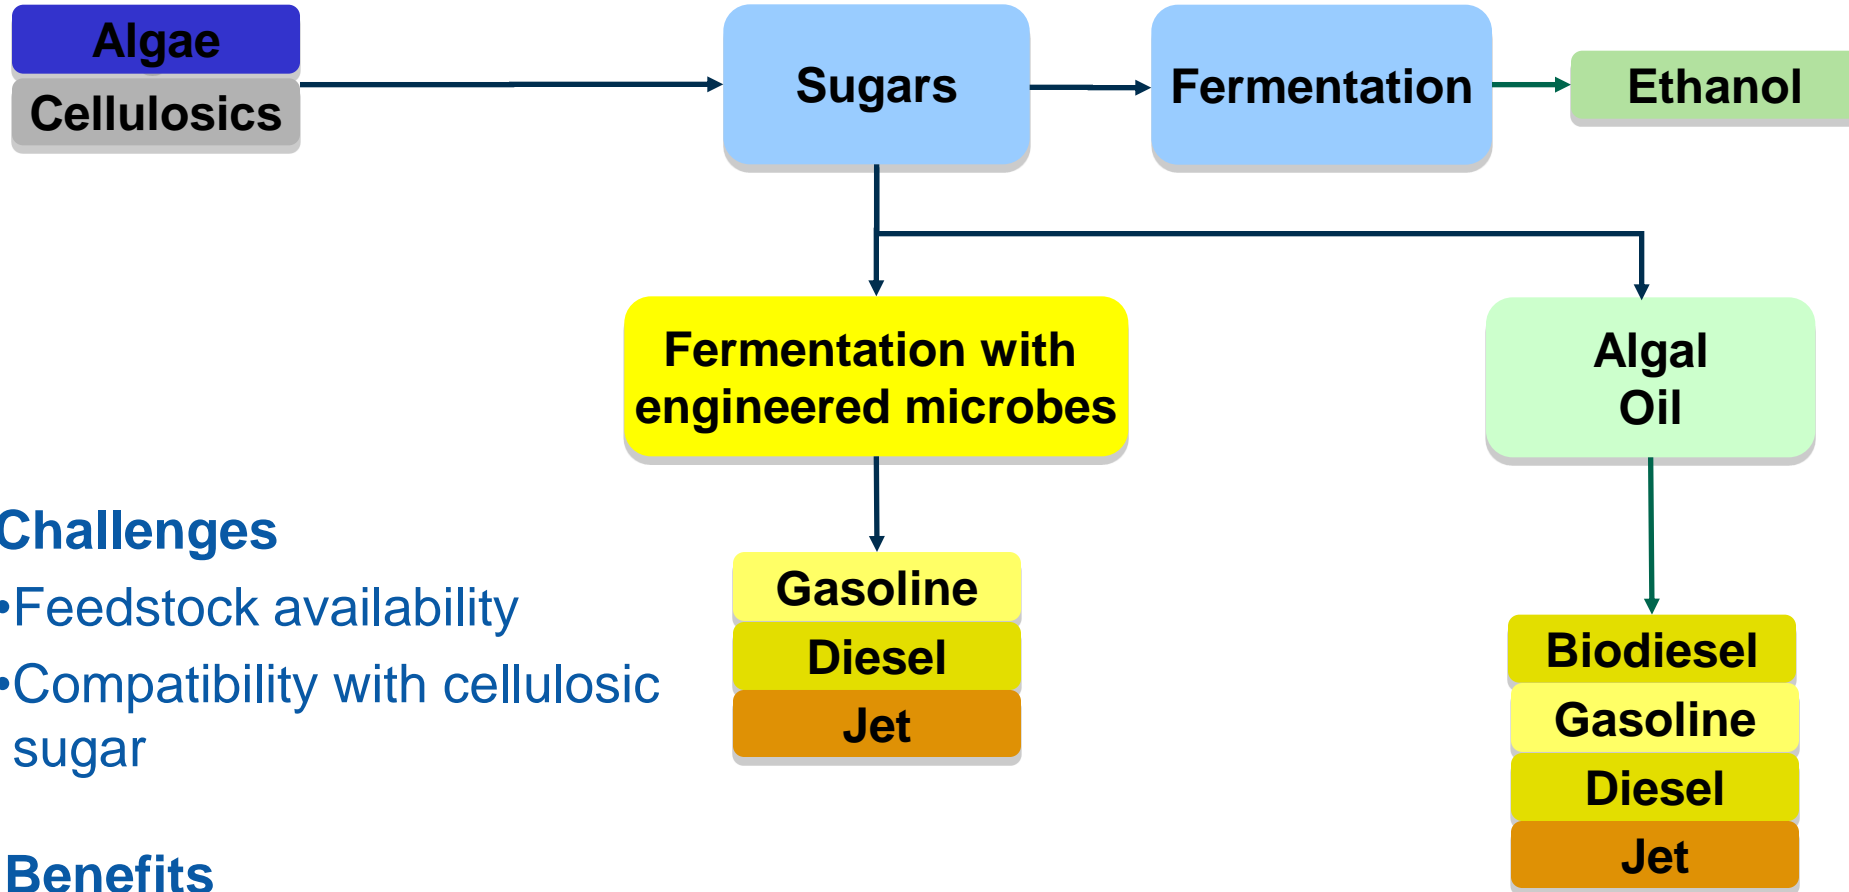 Algae
Cellulosics
Sugars
Fermentation
Ethanol
Fermentation with
engineered microbes
Algal
Oil
Challenges
•Feedstock availability
•Compatibility with cellulosic
sugar
Gasoline
Diesel
Jet
Biodiesel
Gasoline
Diesel
Jet
Benefits